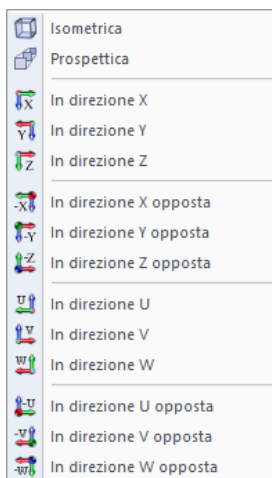 Isometrica
Prospettica
X In direzione X
Y In direzione Y
Z In direzione Z
-X In direzione X opposta
-Y In direzione Y opposta
-Z In direzione Z opposta
U In direzione U
V In direzione V
W In direzione W
-U In direzione U opposta
-V In direzione V opposta
-W In direzione W opposta